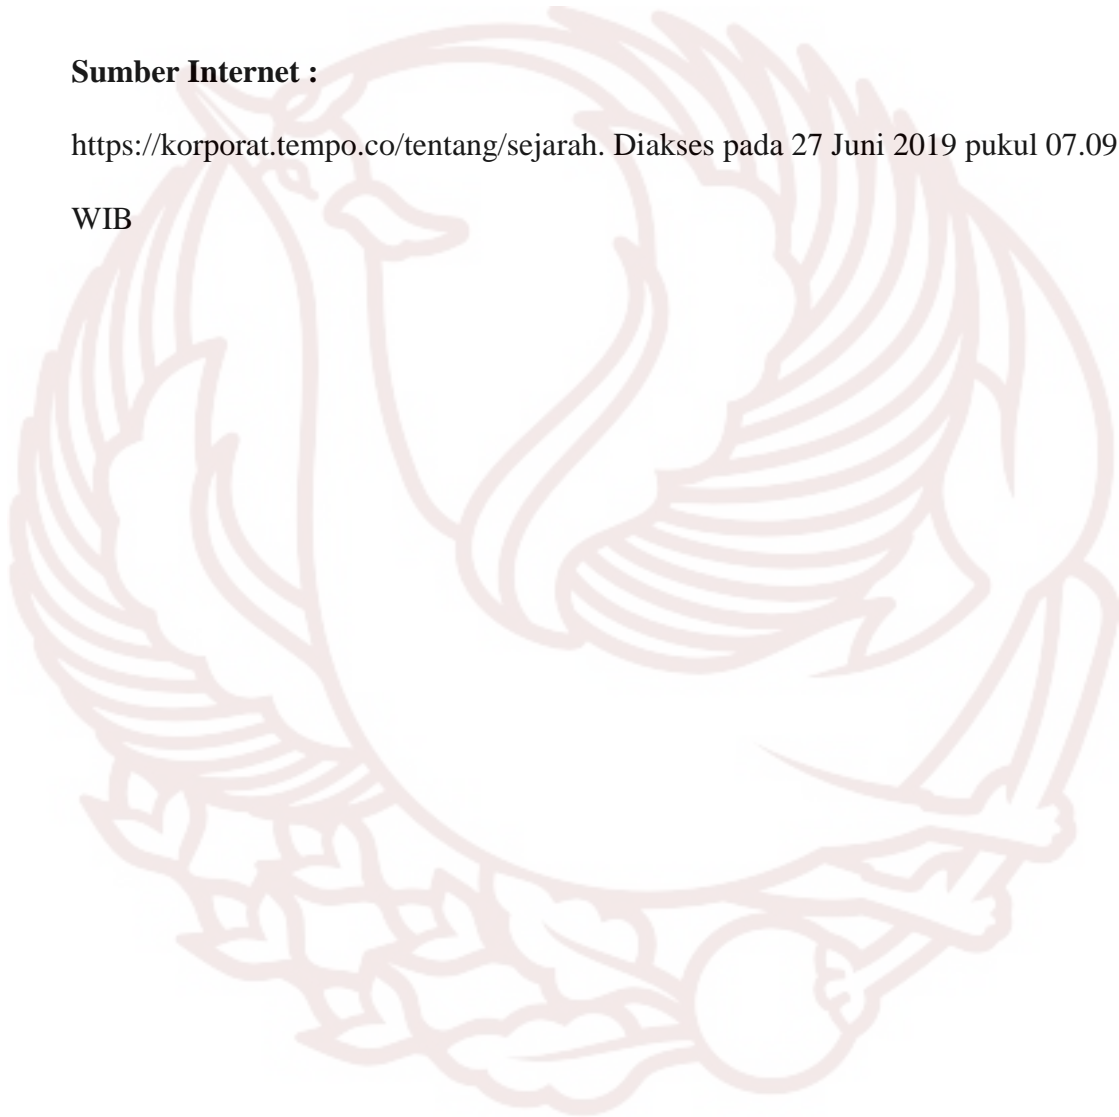 Sumber Internet :
https://korporat.tempo.co/tentang/sejarah. Diakses pada 27 Juni 2019 pukul 07.09
WIB